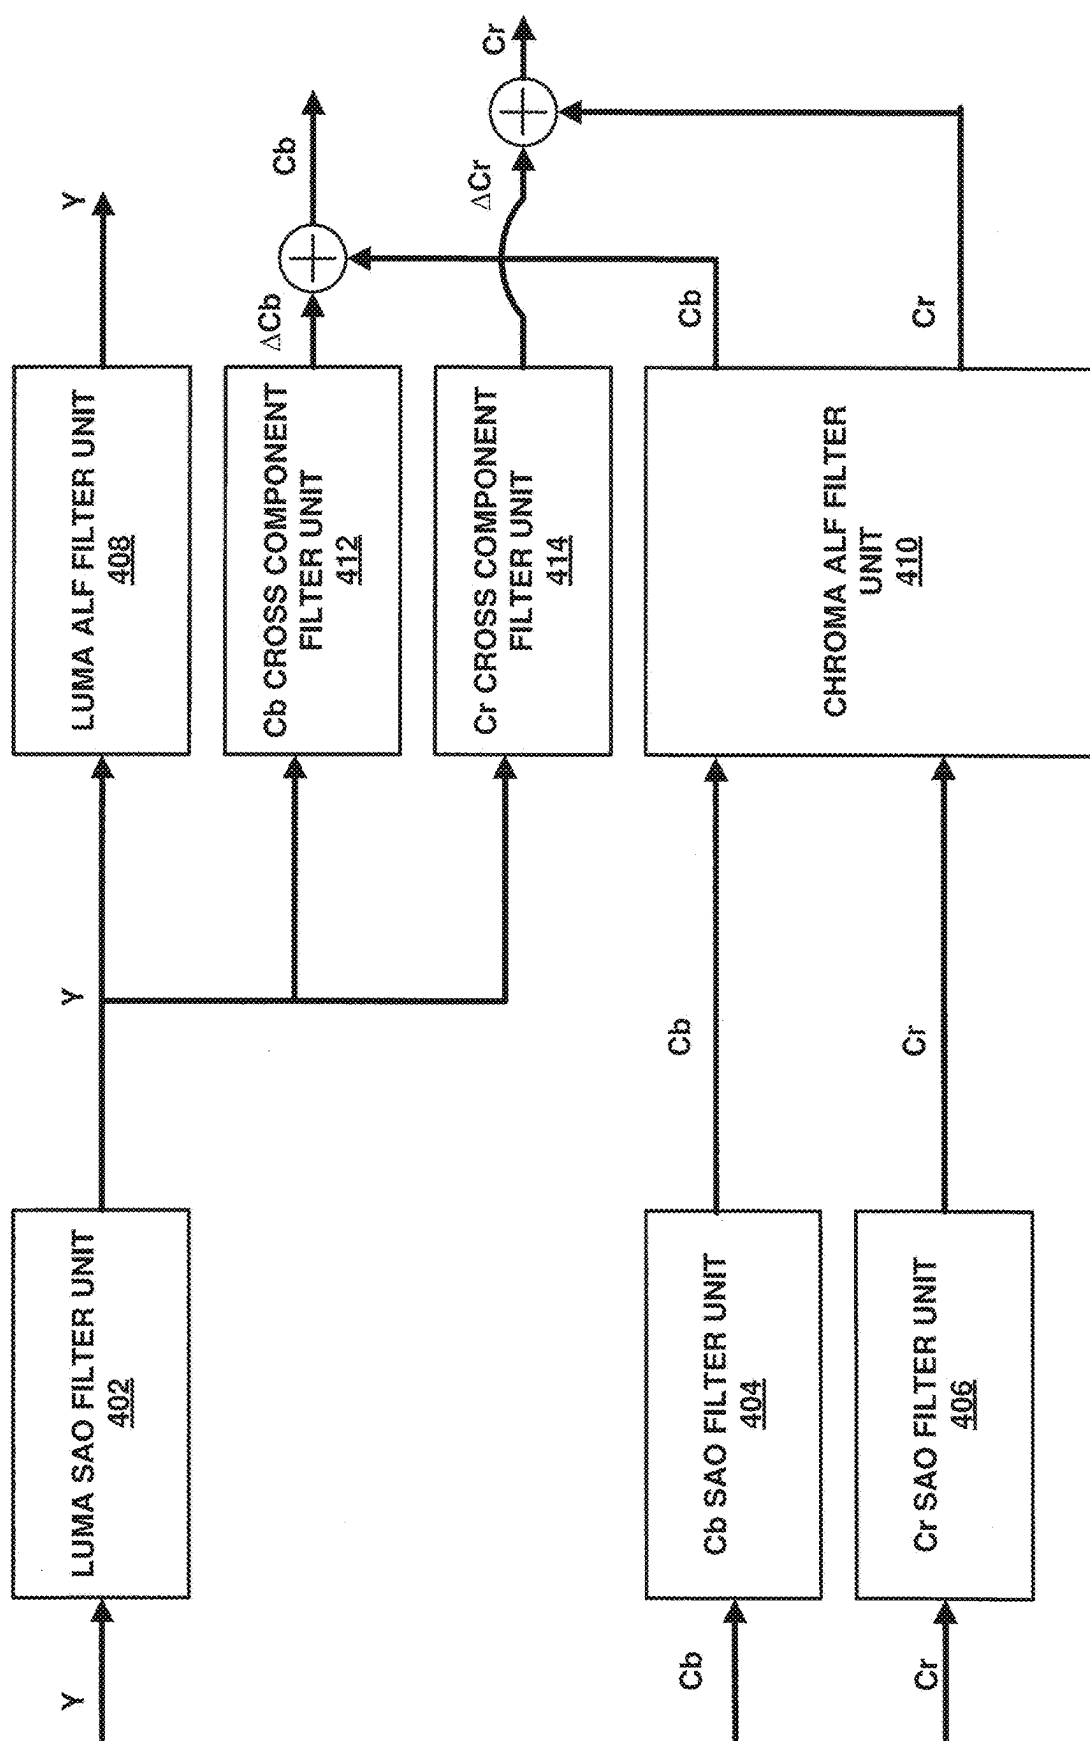 Y
LUMA SAO FILTER UNIT
402
Y
LUMA ALF FILTER UNIT
408
Y
Cb CROSS COMPONENT
FILTER UNIT
412
ΔCb
Cb
Cr CROSS COMPONENT
FILTER UNIT
414
ΔCr
Cr
Cb
Cb SAO FILTER UNIT
404
Cb
Cr
Cr SAO FILTER UNIT
406
Cr
CHROMA ALF FILTER
UNIT
410
Cb
Cr